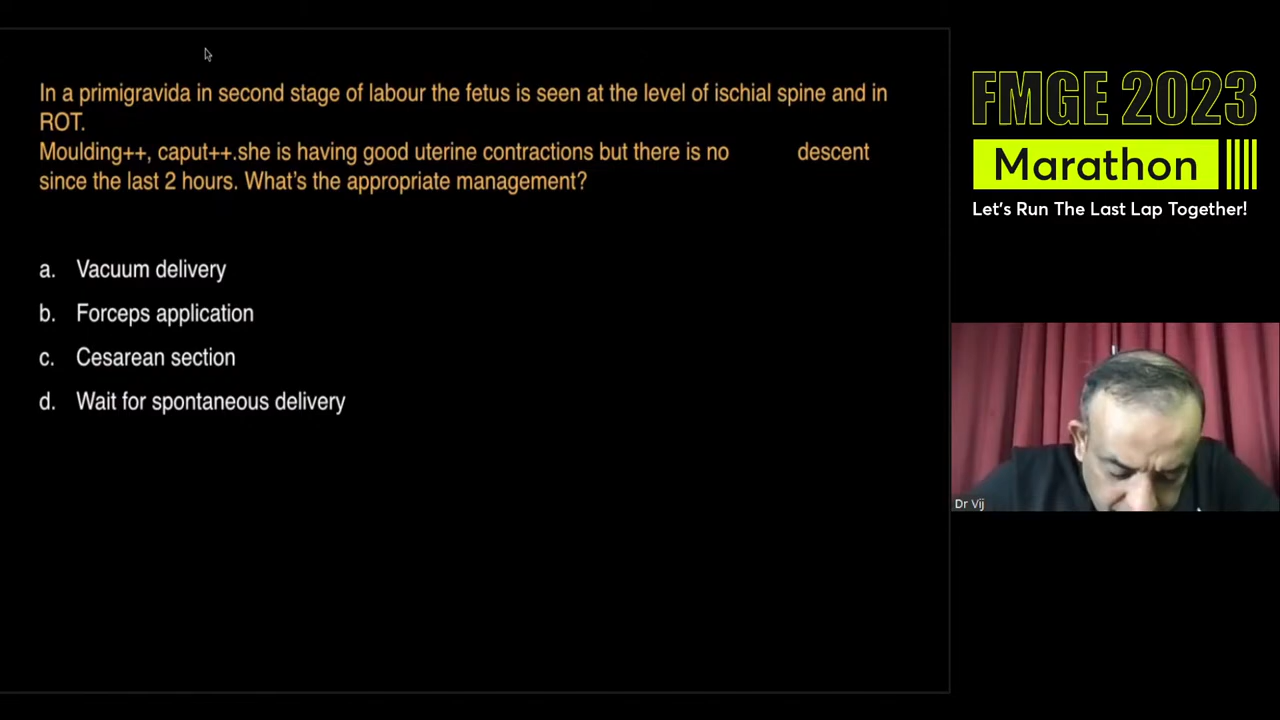 In a primigravida in second stage of labour the fetus is seen at the level of ischial spine and in
ROT.
Moulding++, caput++.she is having good uterine contractions but there is no descent
since the last 2 hours. What's the appropriate management?
a. Vacuum delivery
b. Forceps application
c. Cesarean section
d. Wait for spontaneous delivery
FMGE 2023
Marathon
Let's Run The Last Lap Together!
Dr Vij